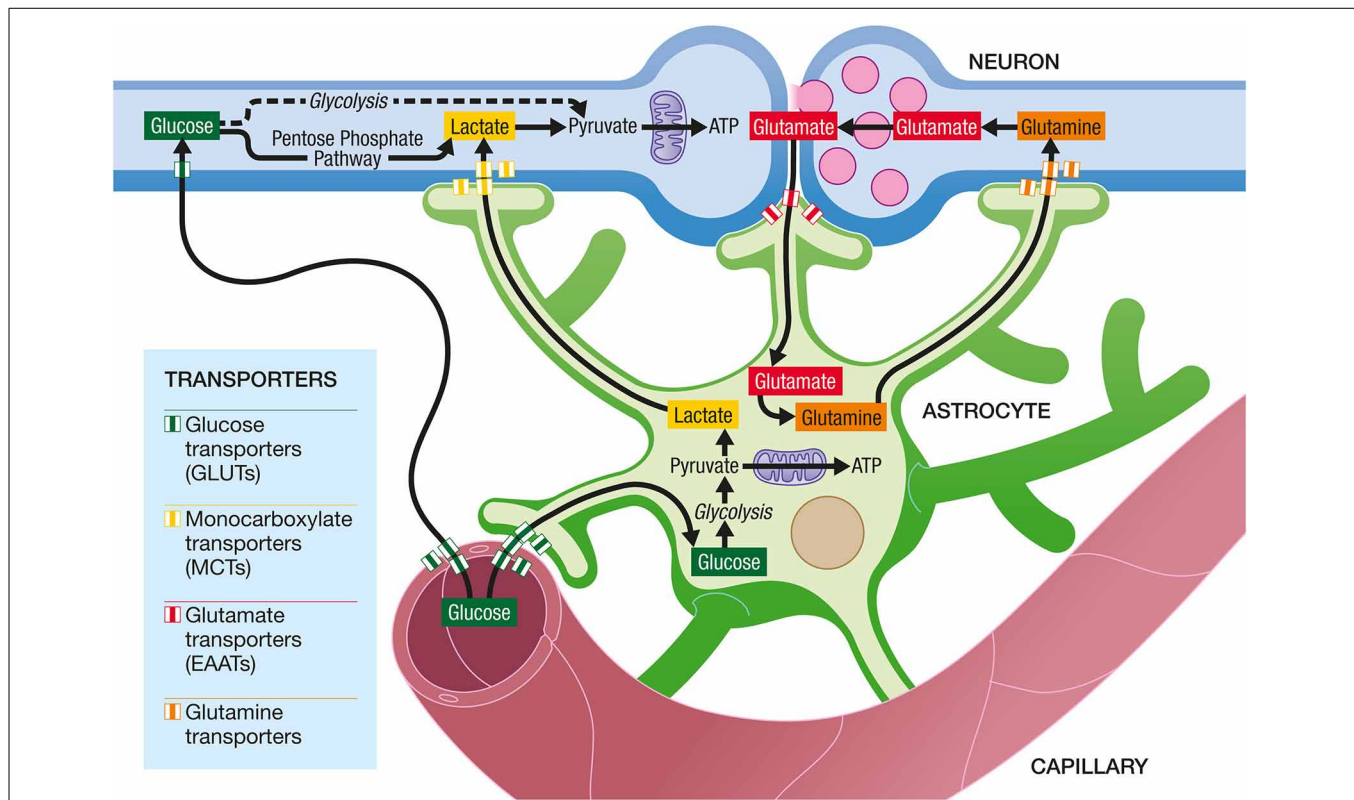 NEURON
Glycolysis
Glucose
Pentose Phosphate
Pathway
Lactate
Pyruvate
ATP
Glutamate
Glutamate
Glutamine
TRANSPORTERS
Glucose
transporters
(GLUTs)
Monocarboxylate
transporters
(MCTs)
Glutamate
transporters
(EAATs)
Glutamine
transporters
Glutamate
Glutamine
Lactate
ASTROCYTE
Pyruvate
ATP
Glycolysis
Glucose
Glucose
CAPILLARY